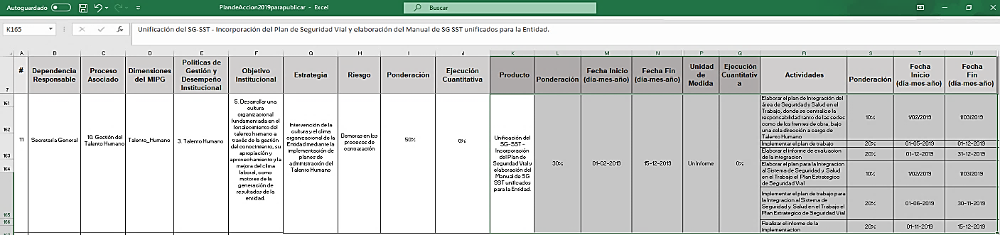 Autoguardado
PlandeAccion2019parapublicar - Excel
Buscar
K165
fx
Unificación del SG-SST - Incorporación del Plan de Seguridad Vial y elaboración del Manual de SG SST unificados para la Entidad.
A B C D E F G H I J K L M N P Q R S T U
7
#
Dependencia
Responsable
Proceso
Asociado
Dimensiones
del MIPG
Políticas de
Gestión y
Desempeño
Institucional
Objetivo
Institucional
Estrategia
Riesgo
Ponderación
Ejecución
Cuantitativa
Producto
Ponderación
Fecha Inicio
(día-mes-año)
Fecha Fin
(día-mes-año)
Unidad
de
Medida
Ejecución
Cuantitativ
a
Actividades
Ponderación
Fecha
Inicio
(día-mes-año)
Fecha
Fin
(día-mes-año)
161
162
163
164
165
166
11
Secretaría General
10. Gestión del
Talento Humano
Talento_Humano
3. Talento Humano
5. Desarrollar una
cultura
organizacional
fundamentada en el
fortalecimiento del
talento humano a
través de la gestión
del conocimiento, su
apropiación y
aprovechamiento y la
mejora del clima
laboral, como
motores de la
generación de
resultados de la
entidad.
Intervención de la
cultura y el clima
organizacional de la
Entidad mediante la
implementación de
planes de
administración del
Talento Humano
Demoras en los
procesos de
contratación
50%
0%
Unificación del
SG-SST -
Incorporación
del Plan de
Seguridad Vial y
elaboración del
Manual de SG
SST unificados
para la Entidad.
30%
01-02-2019
15-12-2019
Un Informe
0%
Elaborar el plan de Integración del
área de Seguridad y Salud en el
Trabajo, donde se centralice la
responsabilidad tanto de las sedes
como de los frentes de obra, bajo
una sola dirección a cargo de
Talento Humano
10%
1/02/2019
1/03/2019
Implementar el plan de trabajo
20%
01-05-2019
01-12-2019
Elaborar el informe de evaluacion
de la integracion
20%
01-12-2019
31-12-2019
Elaborar el plan para la Integracion
al Sistema de Seguridad y Salud
en el Trabajo el Plan Estrategico
de Seguridad Vial
10%
1/02/2019
1/03/2019
Implementar el plan de trabajo para
la Integracion al Sistema de
Seguridad y Salud en el Trabajo el
Plan Estrategico de Seguridad Vial
20%
01-06-2019
30-11-2019
Realizar el informe de la
implementacion
20%
01-11-2019
15-12-2019